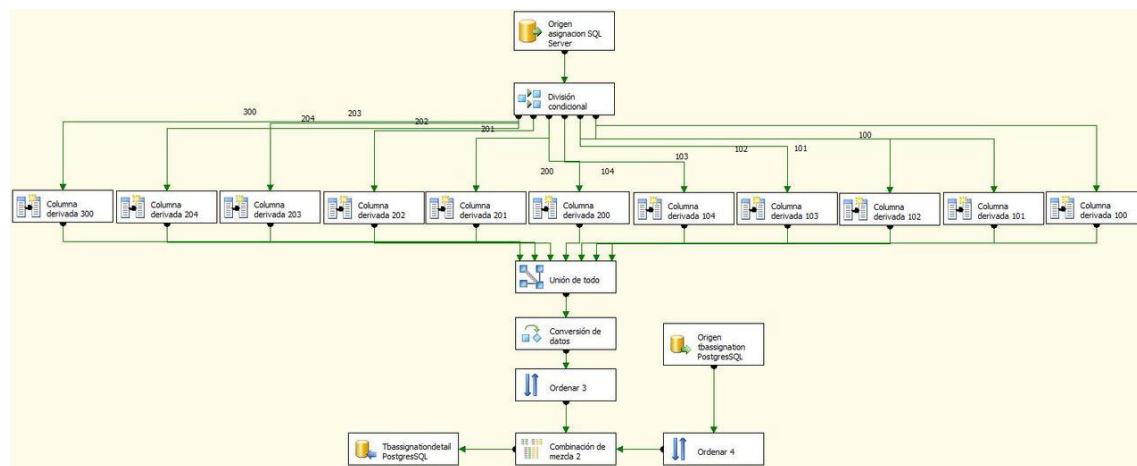 Origen
asignacion SQL
Server
División
condicional
300
204
203
202
201
200
104
103
102
101
100
Columna
derivada 300
Columna
derivada 204
Columna
derivada 203
Columna
derivada 202
Columna
derivada 201
Columna
derivada 200
Columna
derivada 104
Columna
derivada 103
Columna
derivada 102
Columna
derivada 101
Columna
derivada 100
Unión de todo
Conversión de
datos
Origen
tbassignation
PostgresSQL
Ordenar 3
Tbassignationdetail
PostgresSQL
Combinación de
mezcla 2
Ordenar 4